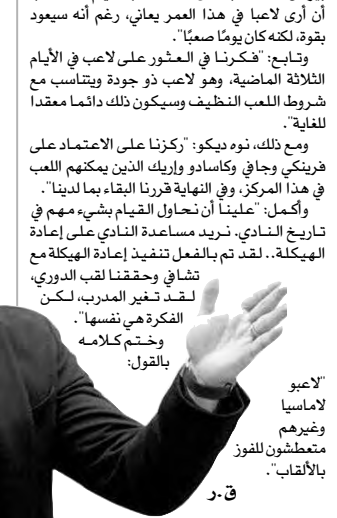 أن أرى لاعبا في هذا العمر يعاني، رغم أنه سيعود
بقوة، لكنه كان يومًا صعبًا".
وتابع: "فكرنا في العثور على لاعب في الأيام
الثلاثة الماضية، وهو لاعب ذو جودة ويتناسب مع
شروط اللعب النظيف وسيكون ذلك دائما معقدا
للغاية".
ومع ذلك، نوه ديكو: "ركزنا على الاعتماد على
فرينكي وجافي وكاسادو وإريك الذين يمكنهم اللعب
في هذا المركز، وفي النهاية قررنا البقاء بما لدينا".
وأكمل: "علينا أن نحاول القيام بشيء مهم في
تاريخ النادي. نريد مساعدة النادي على إعادة
الهيكلة.. لقد تم بالفعل تنفيذ إعادة الهيكلة مع
تشافي وحققنا لقب الدوري،
لقد تغير المدرب، لكن
الفكرة هي نفسها".
وختم كلامه
بالقول:
"لاعبو
لاماسيا
وغيرهم
متعطشون للفوز
بالألقاب".
ق.ر